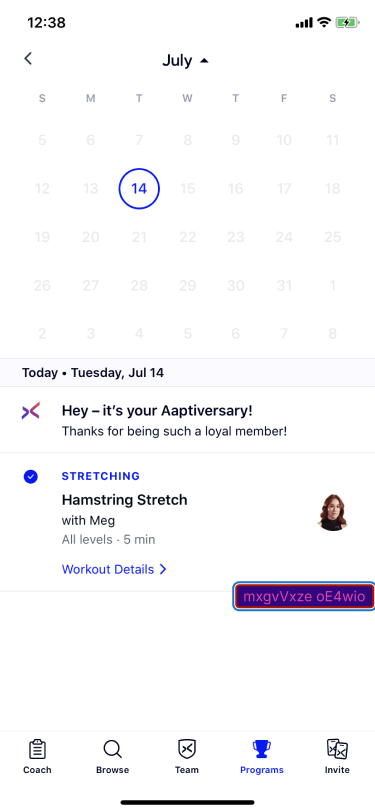 12:38
July
S M T W T F S
5 6 7 8 9 10 11
12 13 14 15 16 17 18
19 20 21 22 23 24 25
26 27 28 29 30 31 1
2 3 4 5 6 7 8
Today • Tuesday, Jul 14
Hey – it's your Aaptiversary!
Thanks for being such a loyal member!
STRETCHING
Hamstring Stretch
with Meg
All levels · 5 min
Workout Details
mxgvVxze oE4wio
Coach Browse Team Programs Invite